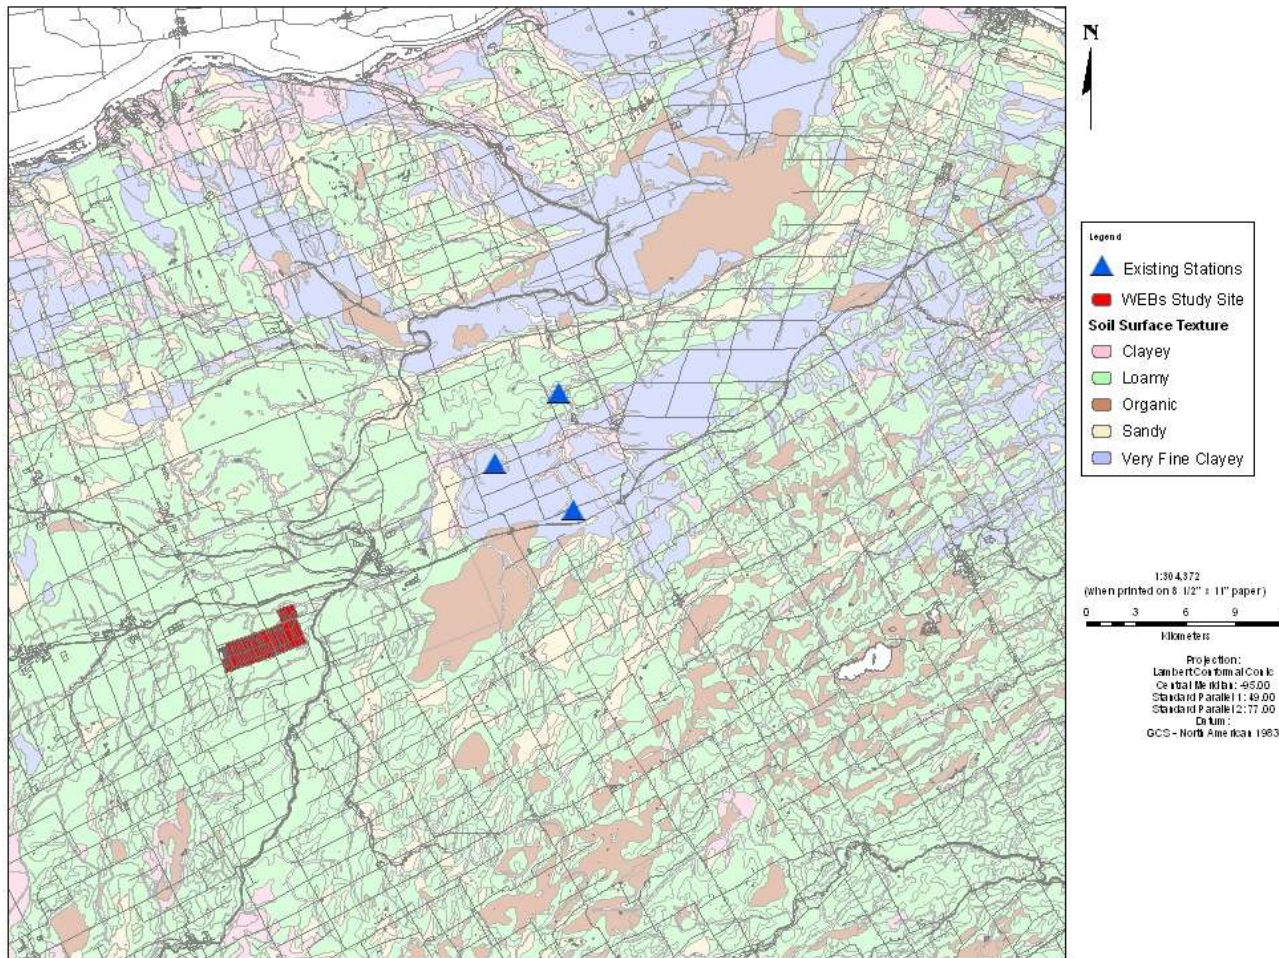 N
Legend
Existing Stations
WEBs Study Site
Soil Surface Texture
Clayey
Loamy
Organic
Sandy
Very Fine Clayey
1:304,372
(when printed on 8 1/2" x 11" paper)
0 3 6 9
Kilometers
Projection:
Lambert Conformal Conic
Central Meridian: -95.00
Standard Parallel 1: 49.00
Standard Parallel 2: 77.00
Datum:
GCS - North American 1983